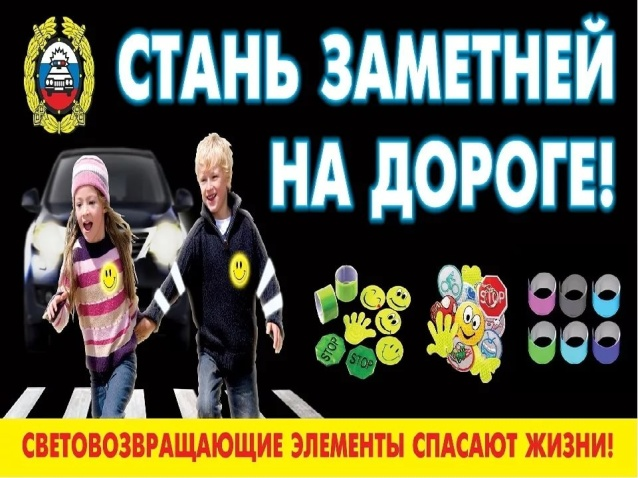 СТАНЬ ЗАМЕТНЕЙ
НА ДОРОГЕ!
STOP
STOP
STOP
СВЕТОВОЗВРАЩАЮЩИЕ ЭЛЕМЕНТЫ СПАСАЮТ ЖИЗНИ!